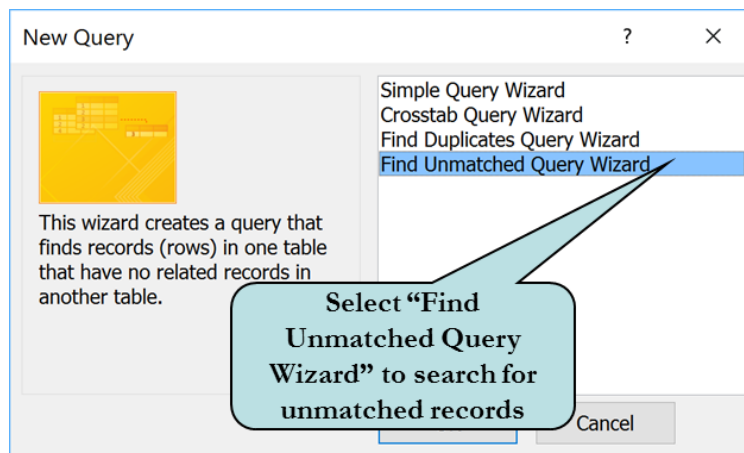 New Query
?
×
Simple Query Wizard
Crosstab Query Wizard
Find Duplicates Query Wizard
Find Unmatched Query Wizard
This wizard creates a query that
finds records (rows) in one table
that have no related records in
another table.
Select “Find
Unmatched Query
Wizard” to search for
unmatched records
Cancel